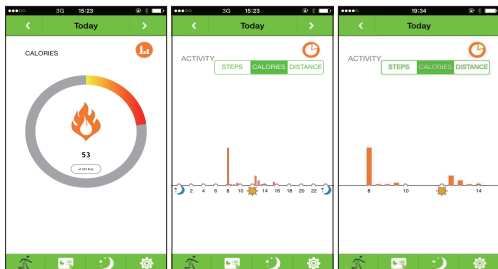 3G 15:23
Today
CALORIES
53
3G 15:23
Today
ACTIVITY
STEPS CALORIES DISTANCE
2 4 6 8 10 14 16 18 20 22
19:34
Today
ACTIVITY
STEPS CALORIES DISTANCE
8 10 14